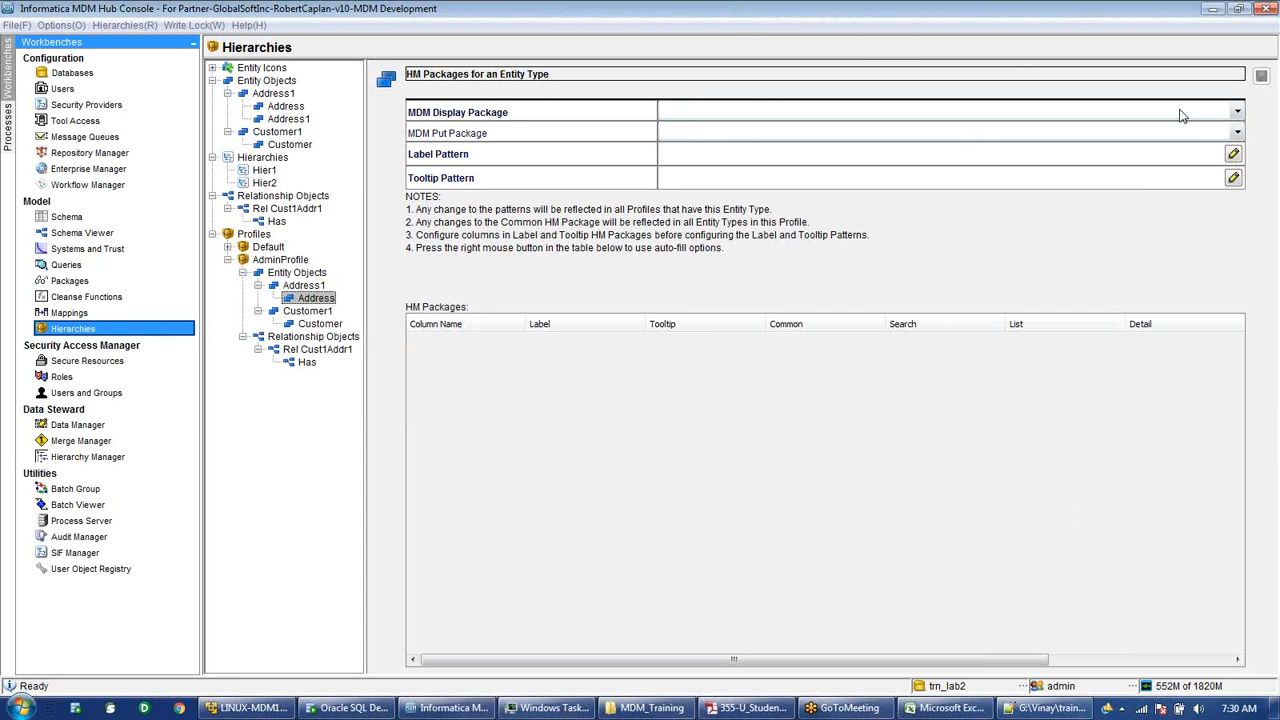 Informatica MDM Hub Console - For Partner-GlobalSoftInc-RobertCaplan-v10-MDM Development
File(F) Options(O) Hierarchies(R) Write Lock(W) Help(H)
Workbenches
Processes
Workbenches
Configuration
Databases
Users
Security Providers
Tool Access
Message Queues
Repository Manager
Enterprise Manager
Workflow Manager
Model
Schema
Schema Viewer
Systems and Trust
Queries
Packages
Cleanse Functions
Mappings
Hierarchies
Security Access Manager
Secure Resources
Roles
Users and Groups
Data Steward
Data Manager
Merge Manager
Hierarchy Manager
Utilities
Batch Group
Batch Viewer
Process Server
Audit Manager
SIF Manager
User Object Registry
Hierarchies
Entity Icons
Entity Objects
Address1
Address
Address1
Customer1
Customer
Hierarchies
Hier1
Hier2
Relationship Objects
Rel Cust1Addr1
Has
Profiles
Default
AdminProfile
Entity Objects
Address1
Address
Customer1
Customer
Relationship Objects
Rel Cust1Addr1
Has
HM Packages for an Entity Type
MDM Display Package
MDM Put Package
Label Pattern
Tooltip Pattern
NOTES:
1. Any change to the patterns will be reflected in all Profiles that have this Entity Type.
2. Any changes to the Common HM Package will be reflected in all Entity Types in this Profile.
3. Configure columns in Label and Tooltip HM Packages before configuring the Label and Tooltip Patterns.
4. Press the right mouse button in the table below to use auto-fill options.
HM Packages:
Column Name Label Tooltip Common Search List Detail
Ready trn_lab2 admin 552M of 1820M
LINUX-MDM1... Oracle SQL De... Informatica M... Windows Task... MDM_Training 355-U_Studen... GoToMeeting Microsoft Exc... G:\Vinay\train... 7:30 AM